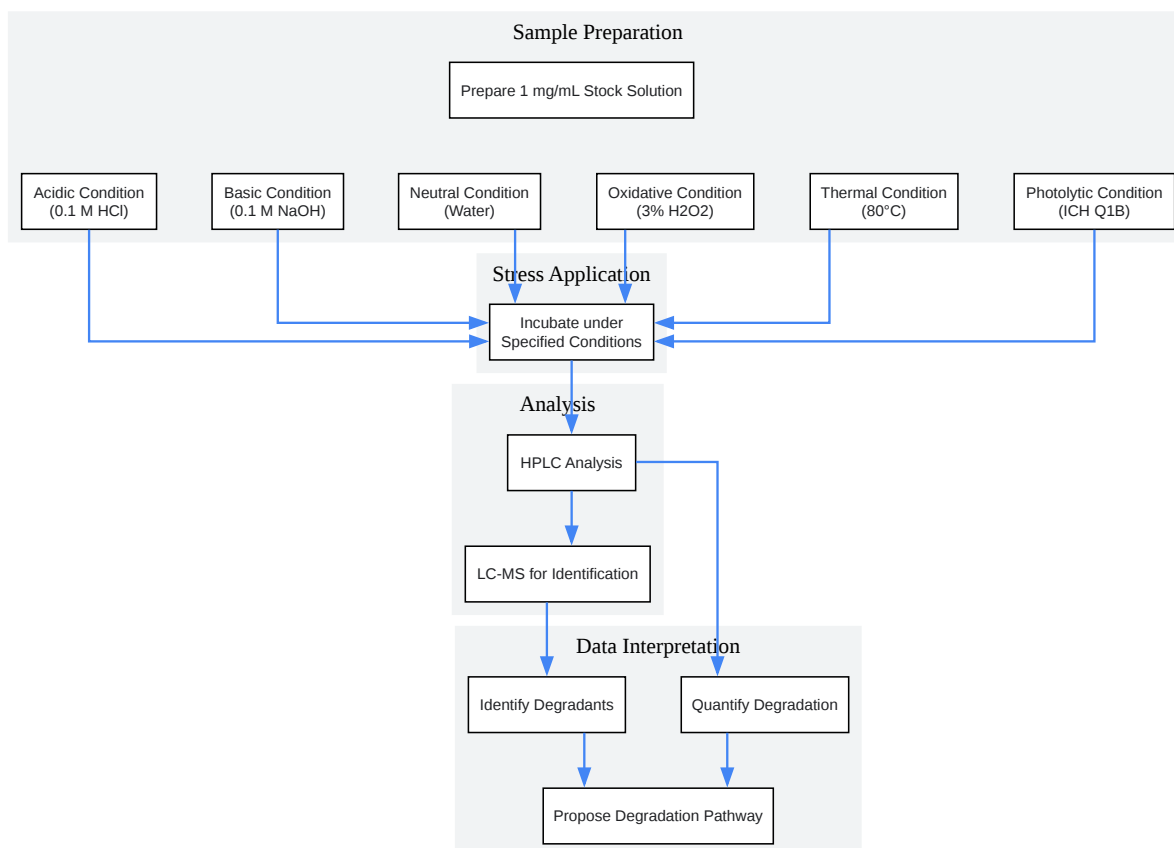 Sample Preparation
Prepare 1 mg/mL Stock Solution
Acidic Condition
(0.1 M HCl)
Basic Condition
(0.1 M NaOH)
Neutral Condition
(Water)
Oxidative Condition
(3% H2O2)
Thermal Condition
(80°C)
Photolytic Condition
(ICH Q1B)
Stress Application
Incubate under
Specified Conditions
Analysis
HPLC Analysis
LC-MS for Identification
Data Interpretation
Identify Degradants
Quantify Degradation
Propose Degradation Pathway